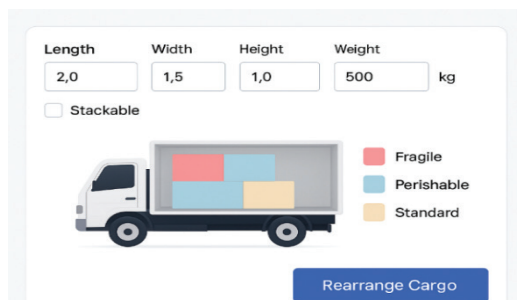 Length Width Height Weight
2,0 1,5 1,0 500 kg
Stackable
Fragile
Perishable
Standard
Rearrange Cargo